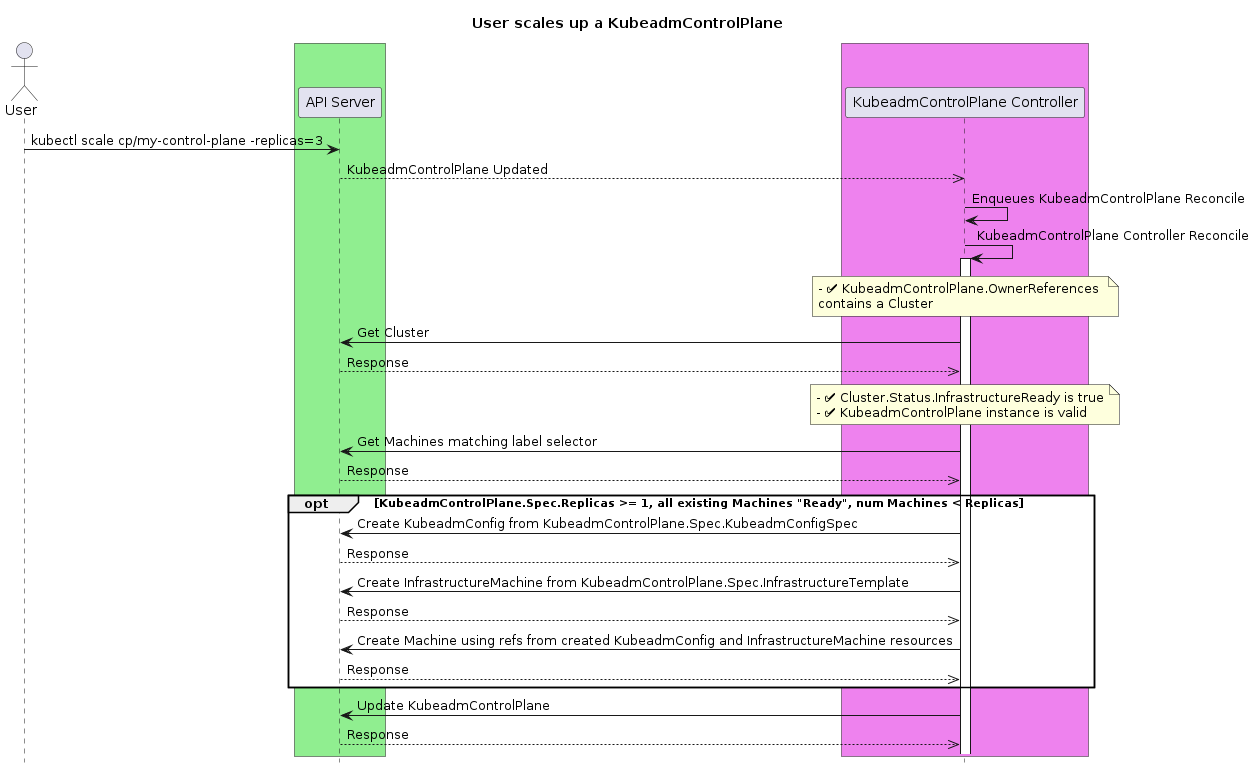 User scales up a KubeadmControlPlane
User
API Server
KubeadmControlPlane Controller
kubectl scale cp/my-control-plane -replicas=3
KubeadmControlPlane Updated
Enqueues KubeadmControlPlane Reconcile
KubeadmControlPlane Controller Reconcile
- ✔ KubeadmControlPlane.OwnerReferences
contains a Cluster
Get Cluster
Response
- ✔ Cluster.Status.InfrastructureReady is true
- ✔ KubeadmControlPlane instance is valid
Get Machines matching label selector
Response
opt [KubeadmControlPlane.Spec.Replicas >= 1, all existing Machines "Ready", num Machines < Replicas]
Create KubeadmConfig from KubeadmControlPlane.Spec.KubeadmConfigSpec
Response
Create InfrastructureMachine from KubeadmControlPlane.Spec.InfrastructureTemplate
Response
Create Machine using refs from created KubeadmConfig and InfrastructureMachine resources
Response
Update KubeadmControlPlane
Response